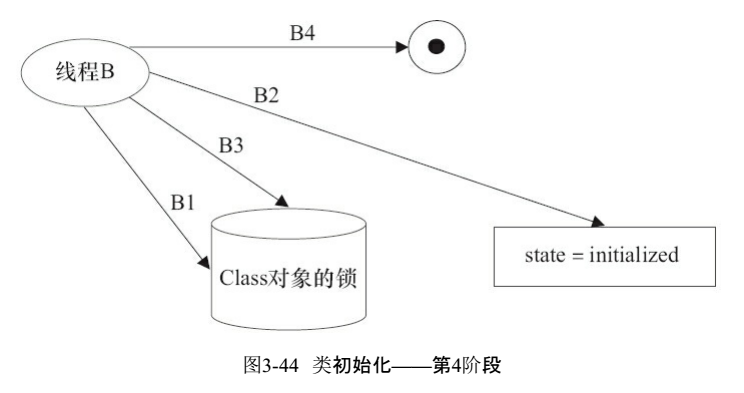 B4
线程B
B2
B3
B1
Class对象的锁
state = initialized
图3-44 类初始化——第4阶段